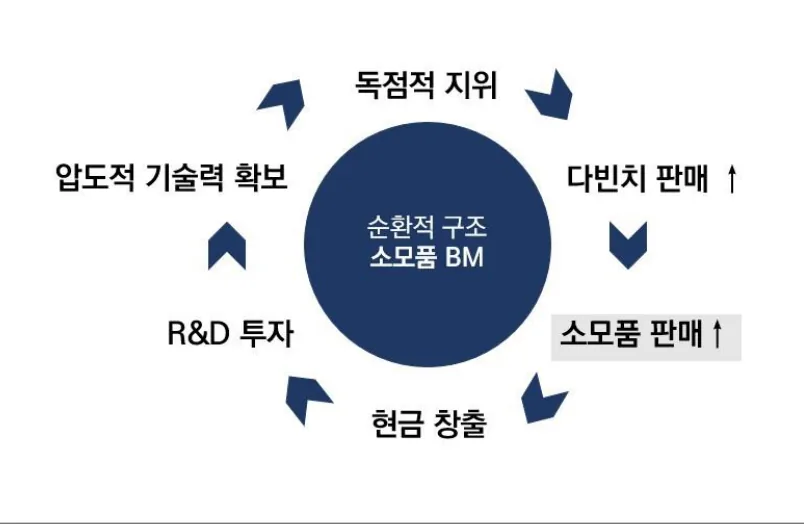 독점적 지위
압도적 기술력 확보
다빈치 판매 ↑
순환적 구조
소모품 BM
R&D 투자
소모품 판매↑
현금 창출